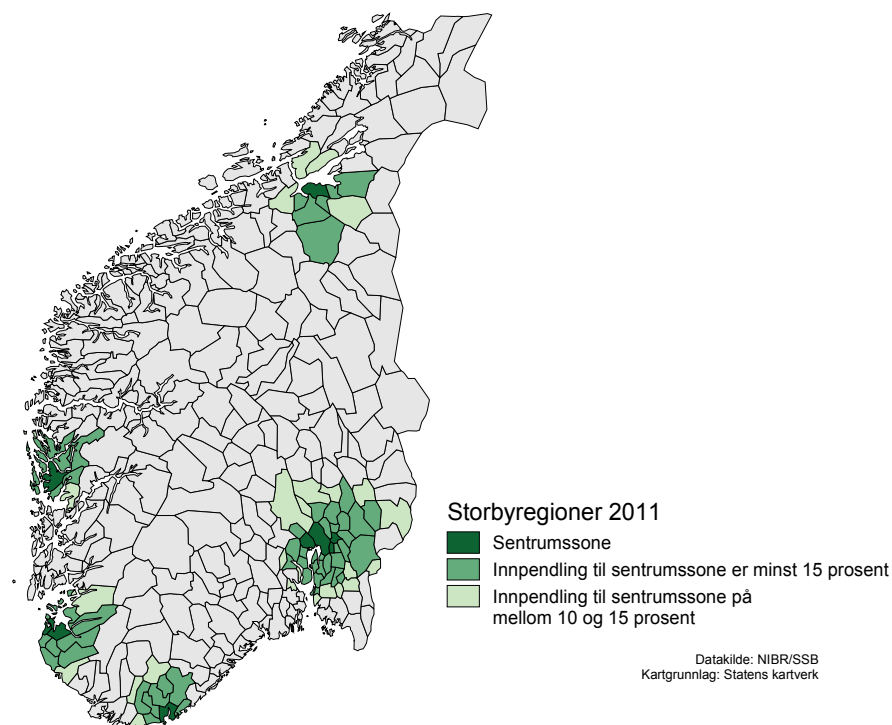 Storbyregioner 2011
Sentrumssone
Innpendling til sentrumssone er minst 15 prosent
Innpendling til sentrumssone på
mellom 10 og 15 prosent
Datakilde: NIBR/SSB
Kartgrunnlag: Statens kartverk